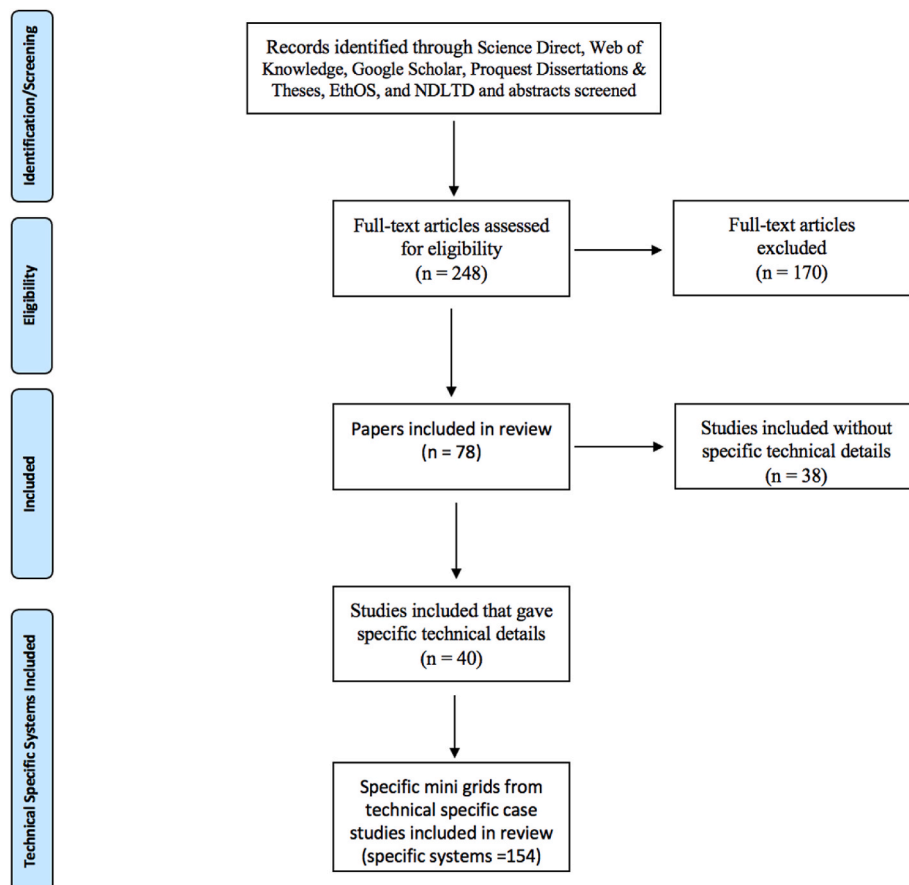 Identification/Screening
Records identified through Science Direct, Web of
Knowledge, Google Scholar, Proquest Dissertations &
Theses, EthOS, and NDLTD and abstracts screened
Eligibility
Full-text articles assessed
for eligibility
(n = 248)
Full-text articles
excluded
(n = 170)
Included
Papers included in review
(n = 78)
Studies included without
specific technical details
(n = 38)
Technical Specific Systems Included
Studies included that gave
specific technical details
(n = 40)
Specific mini grids from
technical specific case
studies included in review
(specific systems =154)